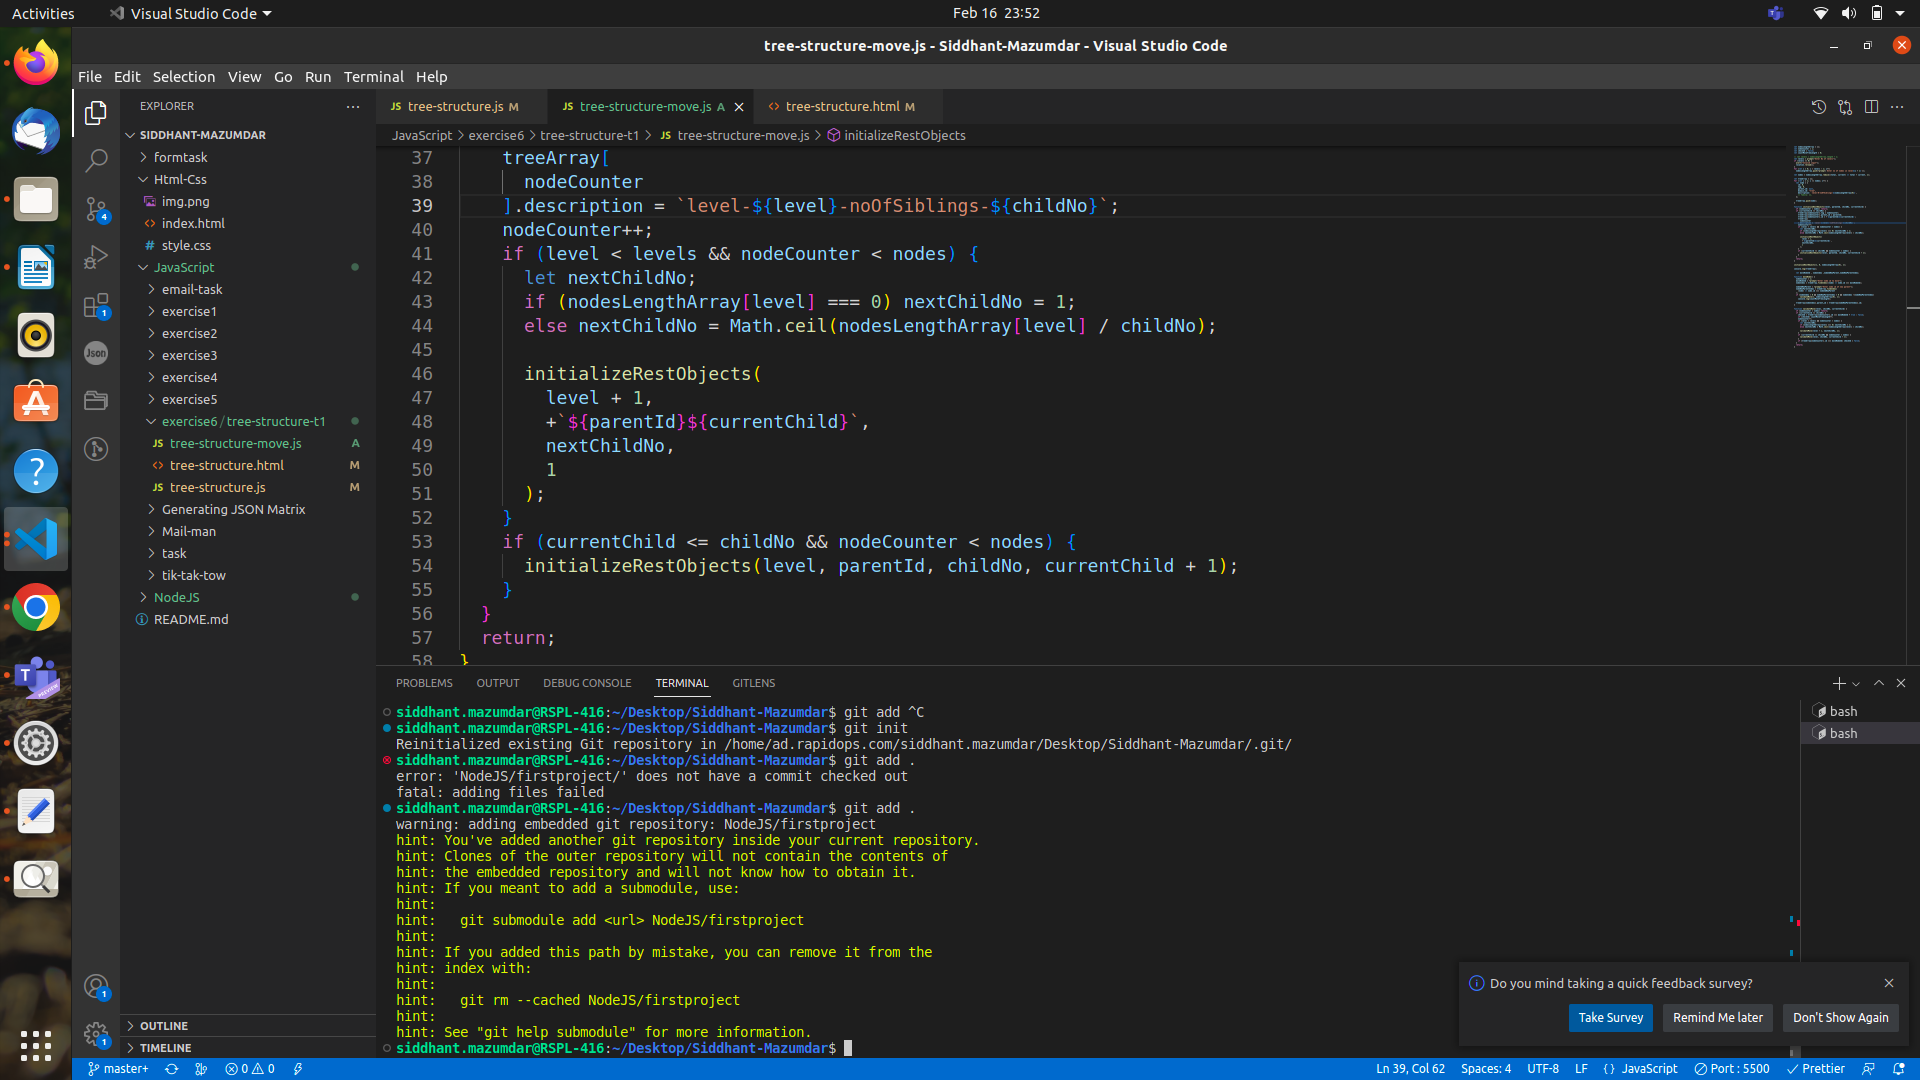 Activities
Visual Studio Code
Feb 16 23:52
tree-structure-move.js - Siddhant-Mazumdar - Visual Studio Code
File Edit Selection View Go Run Terminal Help
EXPLORER
SIDDHANT-MAZUMDAR
formtask
Html-Css
img.png
index.html
style.css
JavaScript
email-task
exercise1
exercise2
exercise3
exercise4
exercise5
exercise6/tree-structure-t1
tree-structure-move.js A
tree-structure.html M
tree-structure.js M
Generating JSON Matrix
Mail-man
task
tik-tak-tow
NodeJS
README.md
OUTLINE
TIMELINE
4
1
Json
1
1
JS tree-structure.js M
JS tree-structure-move.js A
tree-structure.html M
JavaScript > exercise6 > tree-structure-t1 > JS tree-structure-move.js > initializeRestObjects
37 treeArray[
38 nodeCounter
39 ].description = `level-${level}-noOfSiblings-${childNo}`;
40 nodeCounter++;
41 if (level < levels && nodeCounter < nodes) {
42 let nextChildNo;
43 if (nodesLengthArray[level] === 0) nextChildNo = 1;
44 else nextChildNo = Math.ceil(nodesLengthArray[level] / childNo);
45
46 initializeRestObjects(
47 level + 1,
48 +`${parentId}${currentChild}`,
49 nextChildNo,
50 1
51 );
52 }
53 if (currentChild <= childNo && nodeCounter < nodes) {
54 initializeRestObjects(level, parentId, childNo, currentChild + 1);
55 }
56 }
57 return;
58 }
PROBLEMS OUTPUT DEBUG CONSOLE TERMINAL GITLENS
siddhant.mazumdar@RSPL-416:~/Desktop/Siddhant-Mazumdar$ git add ^C
siddhant.mazumdar@RSPL-416:~/Desktop/Siddhant-Mazumdar$ git init
Reinitialized existing Git repository in /home/ad.rapidops.com/siddhant.mazumdar/Desktop/Siddhant-Mazumdar/.git/
siddhant.mazumdar@RSPL-416:~/Desktop/Siddhant-Mazumdar$ git add .
error: 'NodeJS/firstproject/' does not have a commit checked out
fatal: adding files failed
siddhant.mazumdar@RSPL-416:~/Desktop/Siddhant-Mazumdar$ git add .
warning: adding embedded git repository: NodeJS/firstproject
hint: You've added another git repository inside your current repository.
hint: Clones of the outer repository will not contain the contents of
hint: the embedded repository and will not know how to obtain it.
hint: If you meant to add a submodule, use:
hint:
hint: git submodule add <url> NodeJS/firstproject
hint:
hint: If you added this path by mistake, you can remove it from the
hint: index with:
hint:
hint: git rm --cached NodeJS/firstproject
hint:
hint: See "git help submodule" for more information.
siddhant.mazumdar@RSPL-416:~/Desktop/Siddhant-Mazumdar$
bash
bash
Do you mind taking a quick feedback survey?
Take Survey
Remind Me later
Don't Show Again
master+ 0 0
Ln 39, Col 62 Spaces: 4 UTF-8 LF {} JavaScript Port : 5500 Prettier